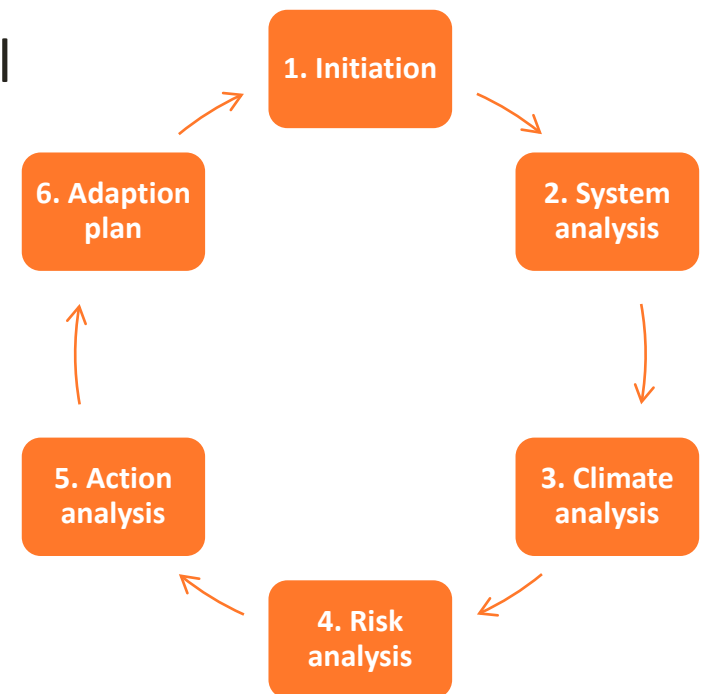 1. Initiation
2. System
analysis
3. Climate
analysis
4. Risk
analysis
5. Action
analysis
6. Adaption
plan